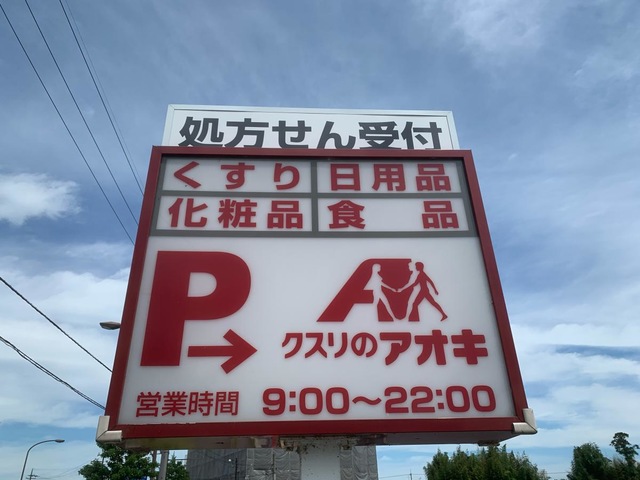 処方せん受付
くすり 日用品
化粧品 食品
P→
クスリのアオキ
営業時間 9:00〜22:00